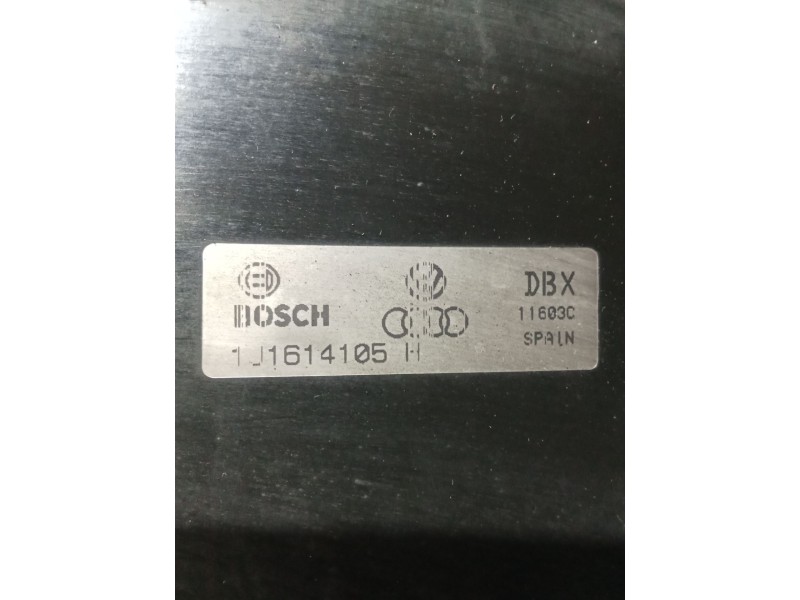 DBX
BOSCH
11603C
1J1614105 H
SPAIN